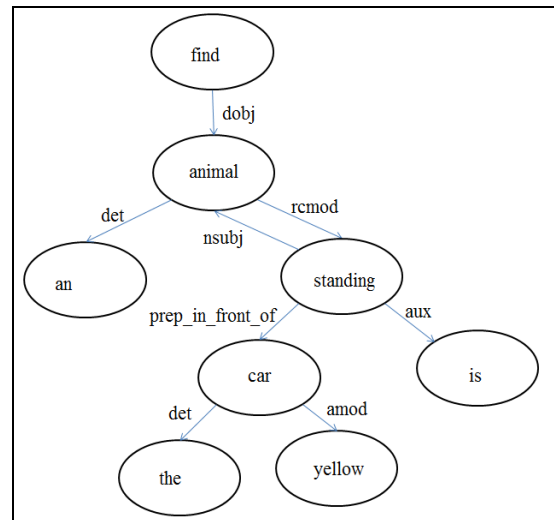 find
dobj
animal
det
rcmod
nsubj
an
standing
prep_in_front_of
aux
car
is
det
amod
the
yellow